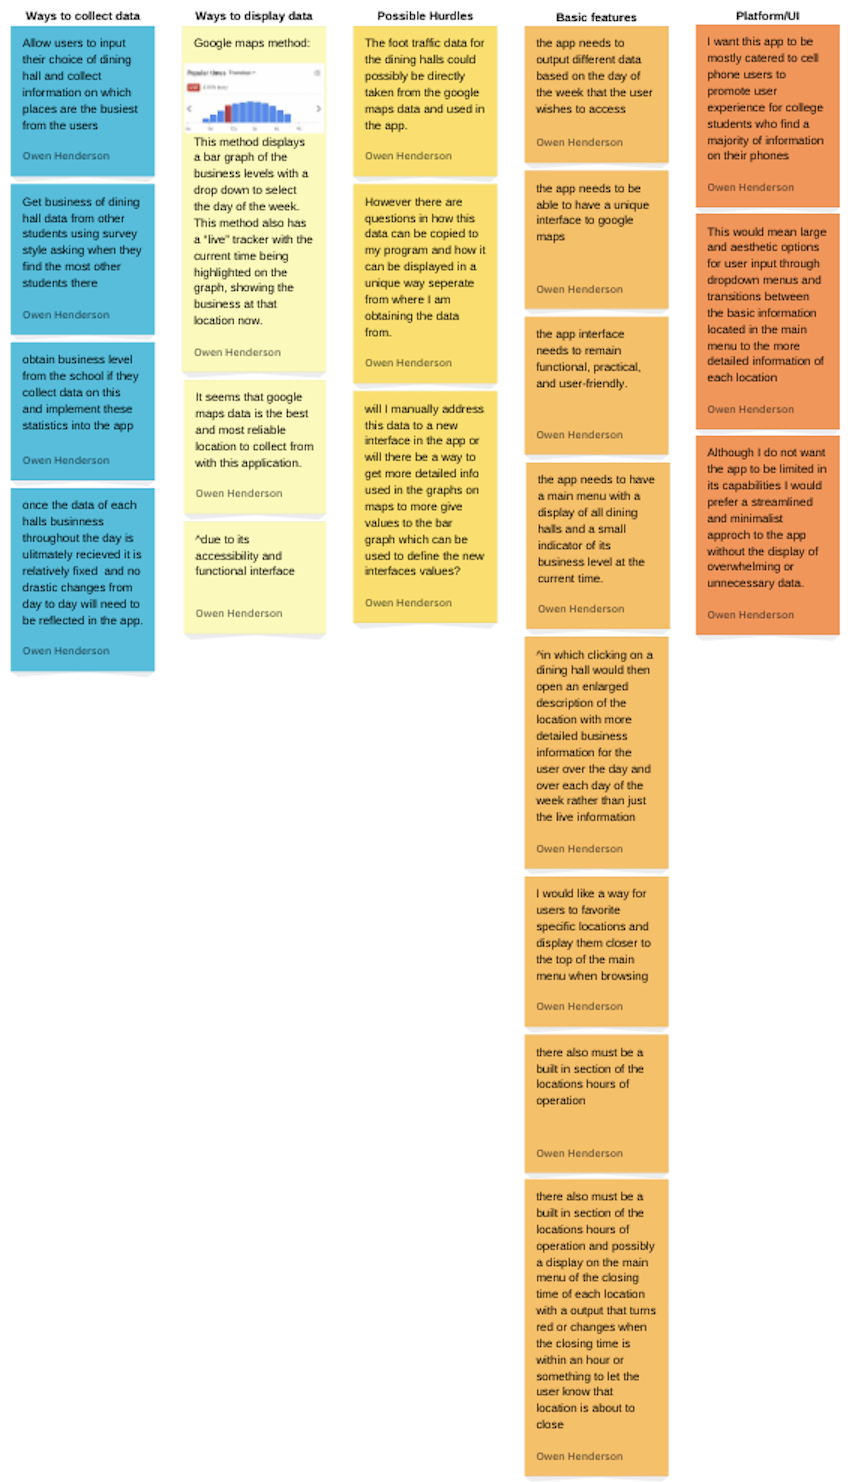 Ways to collect data
Allow users to input
their choice of dining
hall and collect
information on which
places are the busiest
from the users
Owen Henderson
Get business of dining
hall data from other
students using survey
style asking when they
find the most other
students there
Owen Henderson
obtain business level
from the school if they
collect data on this
and implement these
statistics into the app
Owen Henderson
once the data of each
halls businness
throughout the day is
ulitmately recieved it is
relatively fixed and no
drastic changes from
day to day will need to
be reflected in the app.
Owen Henderson
Ways to display data
Google maps method:
Popular times
This method displays
a bar graph of the
business levels with a
drop down to select
the day of the week.
This method also has
a "live" tracker with the
current time being
highlighted on the
graph, showing the
business at that
location now.
Owen Henderson
It seems that google
maps data is the best
and most reliable
location to collect from
with this application.
Owen Henderson
^due to its
accessibility and
functional interface
Owen Henderson
Possible Hurdles
The foot traffic data for
the dining halls could
possibly be directly
taken from the google
maps data and used in
the app.
Owen Henderson
However there are
questions in how this
data can be copied to
my program and how it
can be displayed in a
unique way seperate
from where I am
obtaining the data
from.
Owen Henderson
will I manually address
this data to a new
interface in the app or
will there be a way to
get more detailed info
used in the graphs on
maps to more give
values to the bar
graph which can be
used to define the new
interfaces values?
Owen Henderson
Basic features
the app needs to
output different data
based on the day of
the week that the user
wishes to access
Owen Henderson
the app needs to be
able to have a unique
interface to google
maps
Owen Henderson
the app interface
needs to remain
functional, practical,
and user-friendly.
Owen Henderson
the app needs to have
a main menu with a
display of all dining
halls and a small
indicator of its
business level at the
current time.
Owen Henderson
^in which clicking on a
dining hall would then
open an enlarged
description of the
location with more
detailed business
information for the
user over the day and
over each day of the
week rather than just
the live information
Owen Henderson
I would like a way for
users to favorite
specific locations and
display them closer to
the top of the main
menu when browsing
Owen Henderson
there also must be a
built in section of the
locations hours of
operation
Owen Henderson
there also must be a
built in section of the
locations hours of
operation and possibly
a display on the main
menu of the closing
time of each location
with a output that turns
red or changes when
the closing time is
within an hour or
something to let the
user know that
location is about to
close
Owen Henderson
Platform/UI
I want this app to be
mostly catered to cell
phone users to
promote user
experience for college
students who find a
majority of information
on their phones
Owen Henderson
This would mean large
and aesthetic options
for user input through
dropdown menus and
transitions between
the basic information
located in the main
menu to the more
detailed information of
each location
Owen Henderson
Although I do not want
the app to be limited in
its capabilities I would
prefer a streamlined
and minimalist
approch to the app
without the display of
overwhelming or
unnecessary data.
Owen Henderson